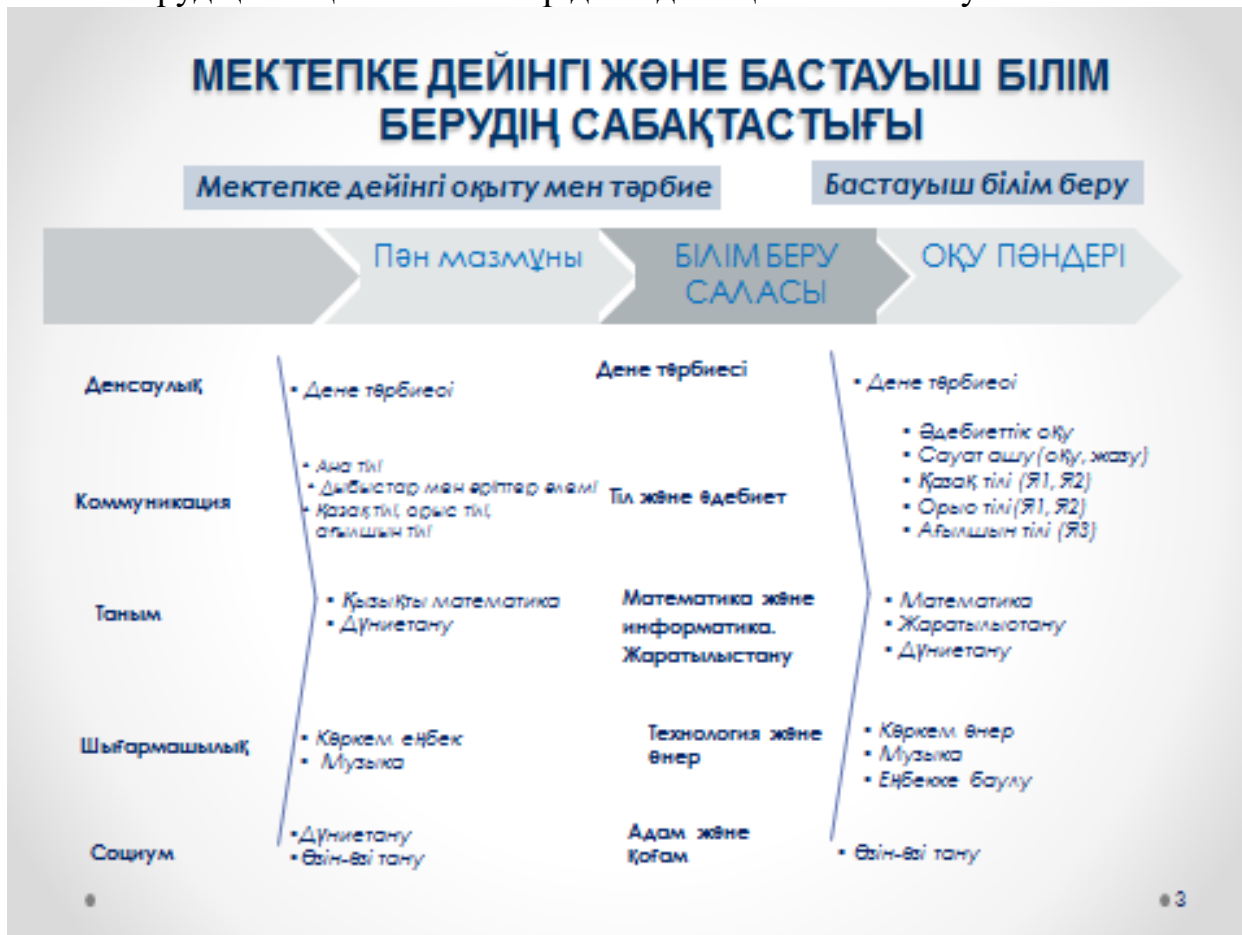 МЕКТЕПКЕ ДЕЙІНГІ ЖӘНЕ БАСТАУЫШ БІЛІМ
БЕРУДІҢ САБАҚТАСТЫҒЫ
Мектепке дейінгі оқыту мен тәрбие
Бастауыш білім беру
Пән мазмұны
БІЛІМ БЕРУ
САЛАСЫ
ОҚУ ПӘНДЕРІ
Денсаулық
• Дене тәрбиесі
Дене тәрбиесі
• Дене тәрбиесі
Коммуникация
• Ана тілі
• Дыбыстар мен әріптер әлемі
• Қазақ тілі, орыс тілі,
ағылшын тілі
Тіл және әдебиет
• Әдебиеттік оқу
• Сауат ашу (оқу, жазу)
• Қазақ тілі (Я1, Я2)
• Орыс тілі (Я1, Я2)
• Ағылшын тілі (Я3)
Таным
• Қызықты математика
• Дүниетану
Математика және
информатика.
Жаратылыстану
• Математика
• Жаратылыстану
• Дүниетану
Шығармашылық
• Көркем еңбек
• Музыка
Технология және
өнер
• Көркем өнер
• Музыка
• Еңбекке баулу
Социум
• Дүниетану
• Өзін-өзі тану
Адам және
қоғам
• Өзін-өзі тану
3